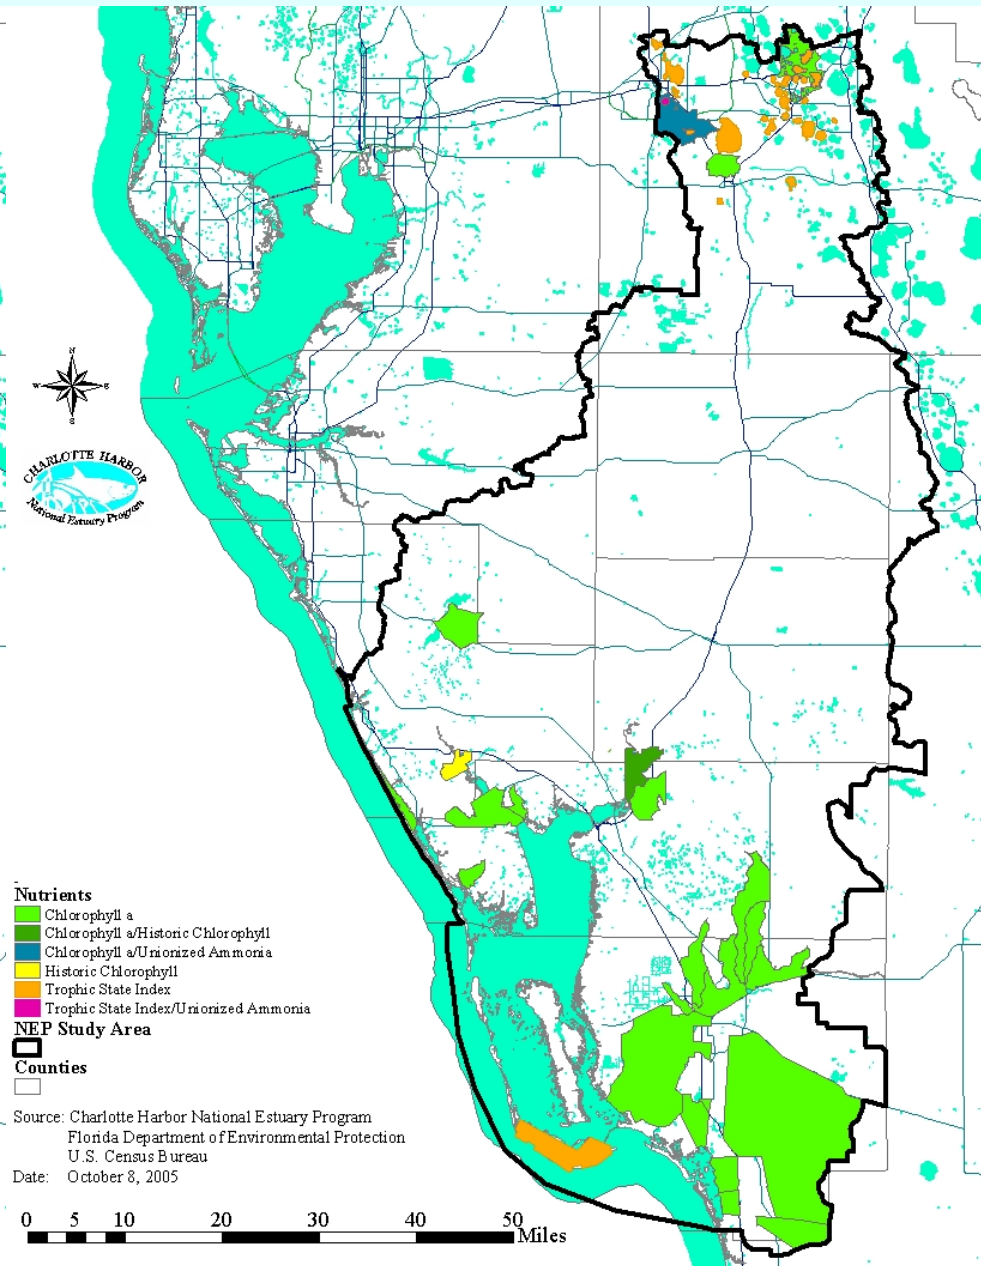 N
W
E
S
CHARLOTTE HARBOR
National Estuary Program
Nutrients
Chlorophyll a
Chlorophyll a/Historic Chlorophyll
Chlorophyll a/Unionized Ammonia
Historic Chlorophyll
Trophic State Index
Trophic State Index/Unionized Ammonia
NEP Study Area
Counties
Source: Charlotte Harbor National Estuary Program
Florida Department of Environmental Protection
U.S. Census Bureau
Date: October 8, 2005
0 5 10 20 30 40 50 Miles